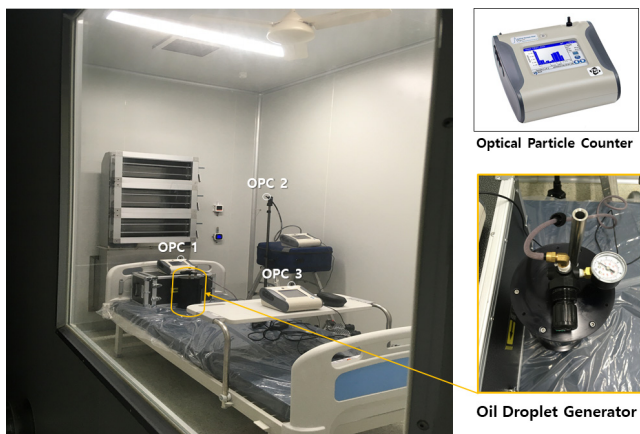 OPC 2
OPC 1
OPC 3
Optical Particle Counter
Oil Droplet Generator